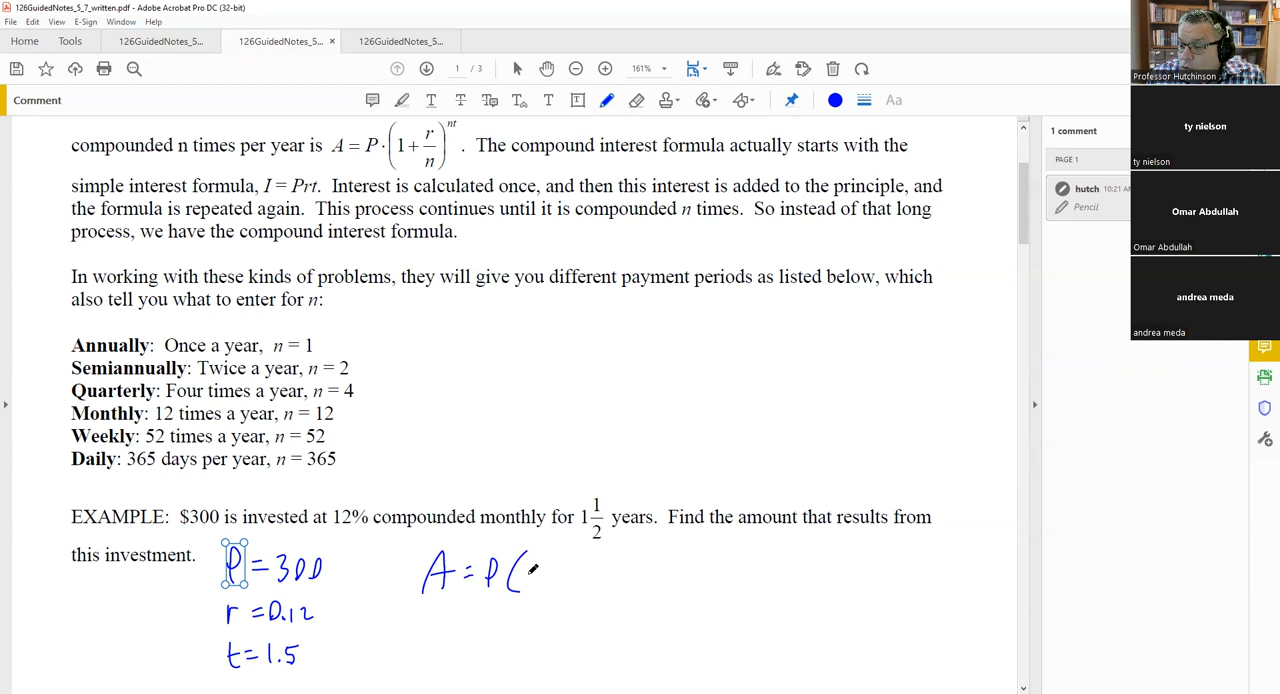 126GuidedNotes_5_7_written.pdf - Adobe Acrobat Pro DC (32-bit)
File Edit View E-Sign Window Help
Home Tools 126GuidedNotes_5_... 126GuidedNotes_5_... × 126GuidedNotes_5_...
1 / 3 161%
Comment Aa
compounded n times per year is A = P · (1 + r/n)^nt . The compound interest formula actually starts with the
simple interest formula, I = Prt. Interest is calculated once, and then this interest is added to the principle, and
the formula is repeated again. This process continues until it is compounded n times. So instead of that long
process, we have the compound interest formula.
In working with these kinds of problems, they will give you different payment periods as listed below, which
also tell you what to enter for n:
Annually: Once a year, n = 1
Semiannually: Twice a year, n = 2
Quarterly: Four times a year, n = 4
Monthly: 12 times a year, n = 12
Weekly: 52 times a year, n = 52
Daily: 365 days per year, n = 365
EXAMPLE: $300 is invested at 12% compounded monthly for 1 1/2 years. Find the amount that results from
this investment.
P = 300
A = P (
r = 0.12
t = 1.5
1 comment
PAGE 1
hutch 10:21 AM
Pencil
Professor Hutchinson
ty nielson
ty nielson
Omar Abdullah
Omar Abdullah
andrea meda
andrea meda